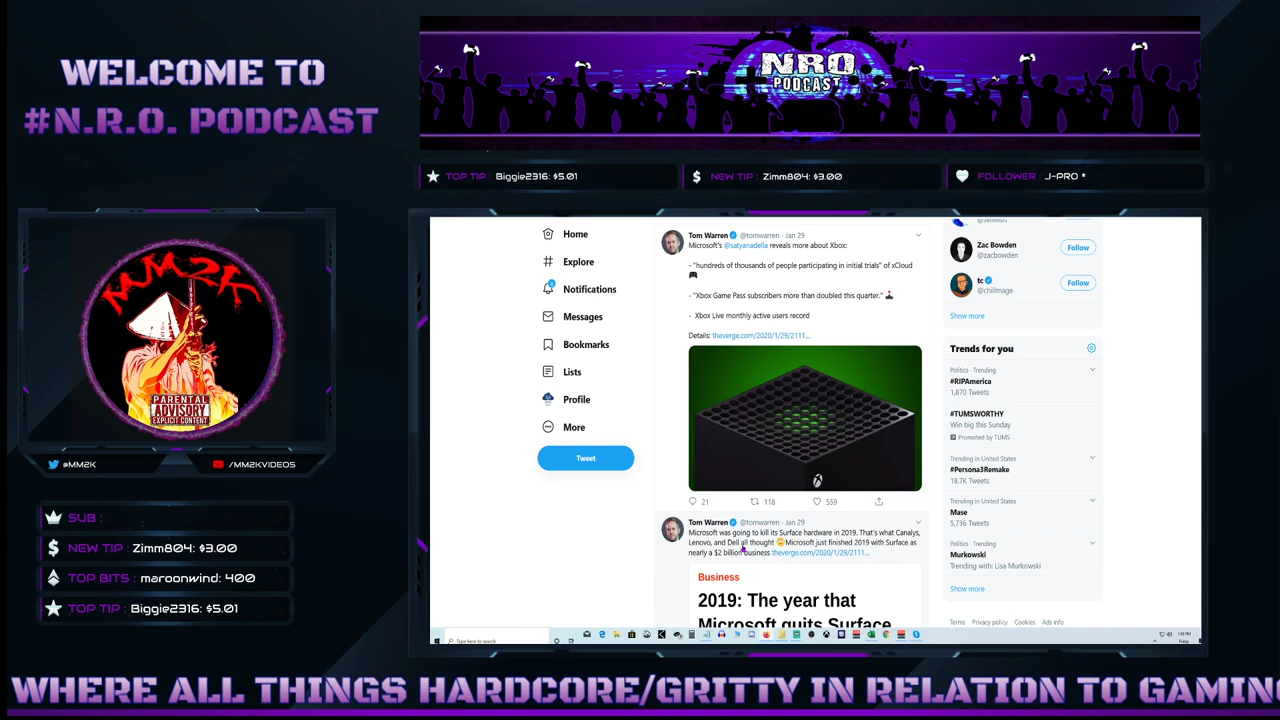 WELCOME TO
#N.R.O. PODCAST
NRO
PODCAST
TOP TIP : Biggie2316: $5.01
NEW TIP : Zimm804: $3.00
FOLLOWER : J-PRO *
MM2K
PARENTAL
ADVISORY
EXPLICIT CONTENT
@MM2K
/MM2KVIDEOS
SUB :
NEW TIP : Zimm804: $3.00
TOP BITS : maroonwind: 400
TOP TIP : Biggie2316: $5.01
Home
Explore
Notifications
Messages
Bookmarks
Lists
Profile
More
Tweet
Tom Warren @tomwarren · Jan 29
Microsoft's @satyanadella reveals more about Xbox:
- "hundreds of thousands of people participating in initial trials" of xCloud
- "Xbox Game Pass subscribers more than doubled this quarter."
- Xbox Live monthly active users record
Details: theverge.com/2020/1/29/2111...
21
118
559
Tom Warren @tomwarren · Jan 29
Microsoft was going to kill its Surface hardware in 2019. That's what Canalys,
Lenovo, and Dell all thought Microsoft just finished 2019 with Surface as
nearly a $2 billion business theverge.com/2020/1/29/2111...
Business
2019: The year that
Microsoft quits Surface
Zac Bowden
@zacbowden
Follow
tc
@chillmage
Follow
Show more
Trends for you
Politics · Trending
#RIPAmerica
1,870 Tweets
#TUMSWORTHY
Win big this Sunday
Promoted by TUMS
Trending in United States
#Persona3Remake
18.7K Tweets
Trending in United States
Mase
5,736 Tweets
Politics · Trending
Murkowski
Trending with: Lisa Murkowski
Show more
Terms Privacy policy Cookies Ads info
Type here to search
Friday
WHERE ALL THINGS HARDCORE/GRITTY IN RELATION TO GAMING